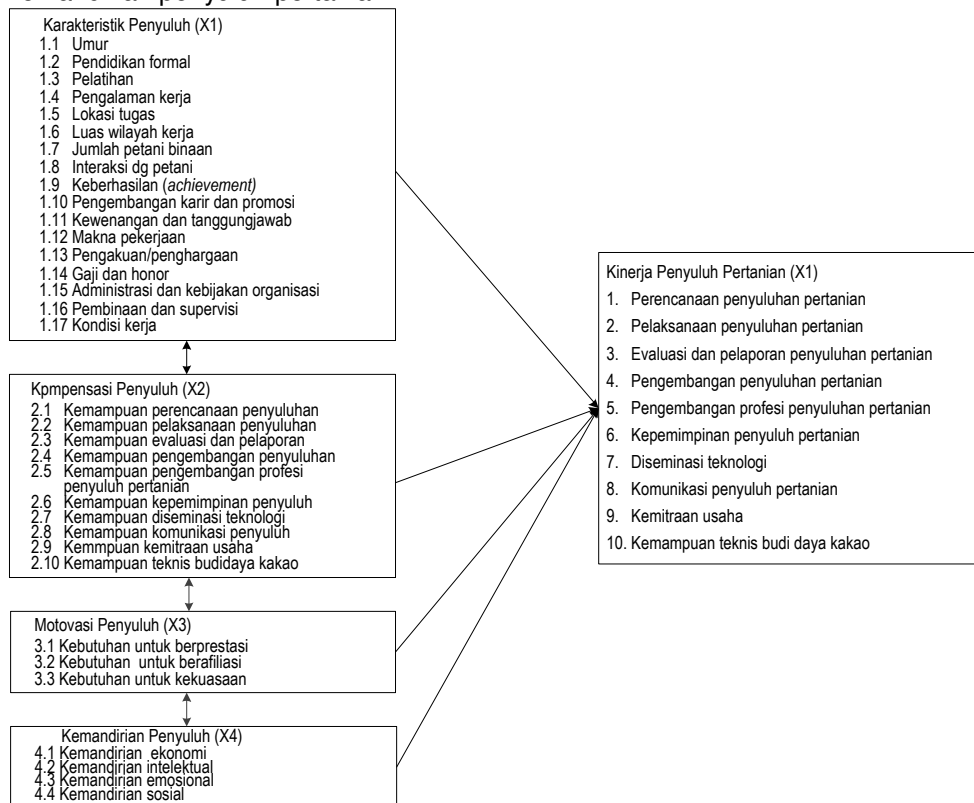 Karakteristik Penyuluh (X1)
1.1 Umur
1.2 Pendidikan formal
1.3 Pelatihan
1.4 Pengalaman kerja
1.5 Lokasi tugas
1.6 Luas wilayah kerja
1.7 Jumlah petani binaan
1.8 Interaksi dg petani
1.9 Keberhasilan (achievement)
1.10 Pengembangan karir dan promosi
1.11 Kewenangan dan tanggungjawab
1.12 Makna pekerjaan
1.13 Pengakuan/penghargaan
1.14 Gaji dan honor
1.15 Administrasi dan kebijakan organisasi
1.16 Pembinaan dan supervisi
1.17 Kondisi kerja
Kpmpensasi Penyuluh (X2)
2.1 Kemampuan perencanaan penyuluhan
2.2 Kemampuan pelaksanaan penyuluhan
2.3 Kemampuan evaluasi dan pelaporan
2.4 Kemampuan pengembangan penyuluhan
2.5 Kemampuan pengembangan profesi
penyuluh pertanian
2.6 Kemampuan kepemimpinan penyuluh
2.7 Kemampuan diseminasi teknologi
2.8 Kemampuan komunikasi penyuluh
2.9 Kemmpuan kemitraan usaha
2.10 Kemampuan teknis budidaya kakao
Motovasi Penyuluh (X3)
3.1 Kebutuhan untuk berprestasi
3.2 Kebutuhan untuk berafiliasi
3.3 Kebutuhan untuk kekuasaan
Kemandirian Penyuluh (X4)
4.1 Kemandirian ekonomi
4.2 Kemandirian intelektual
4.3 Kemandirian emosional
4.4 Kemandirian sosial
Kinerja Penyuluh Pertanian (X1)
1. Perencanaan penyuluhan pertanian
2. Pelaksanaan penyuluhan pertanian
3. Evaluasi dan pelaporan penyuluhan pertanian
4. Pengembangan penyuluhan pertanian
5. Pengembangan profesi penyuluhan pertanian
6. Kepemimpinan penyuluh pertanian
7. Diseminasi teknologi
8. Komunikasi penyuluh pertanian
9. Kemitraan usaha
10. Kemampuan teknis budi daya kakao